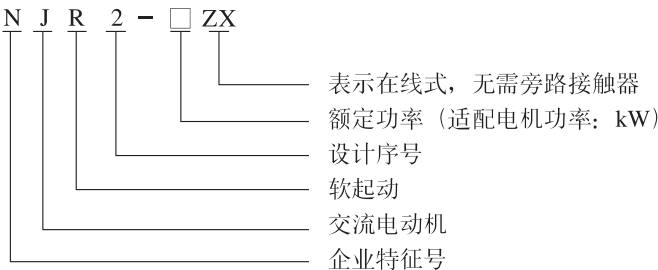 N J R 2 - □ ZX
表示在线式，无需旁路接触器
额定功率（适配电机功率：kW）
设计序号
软起动
交流电动机
企业特征号